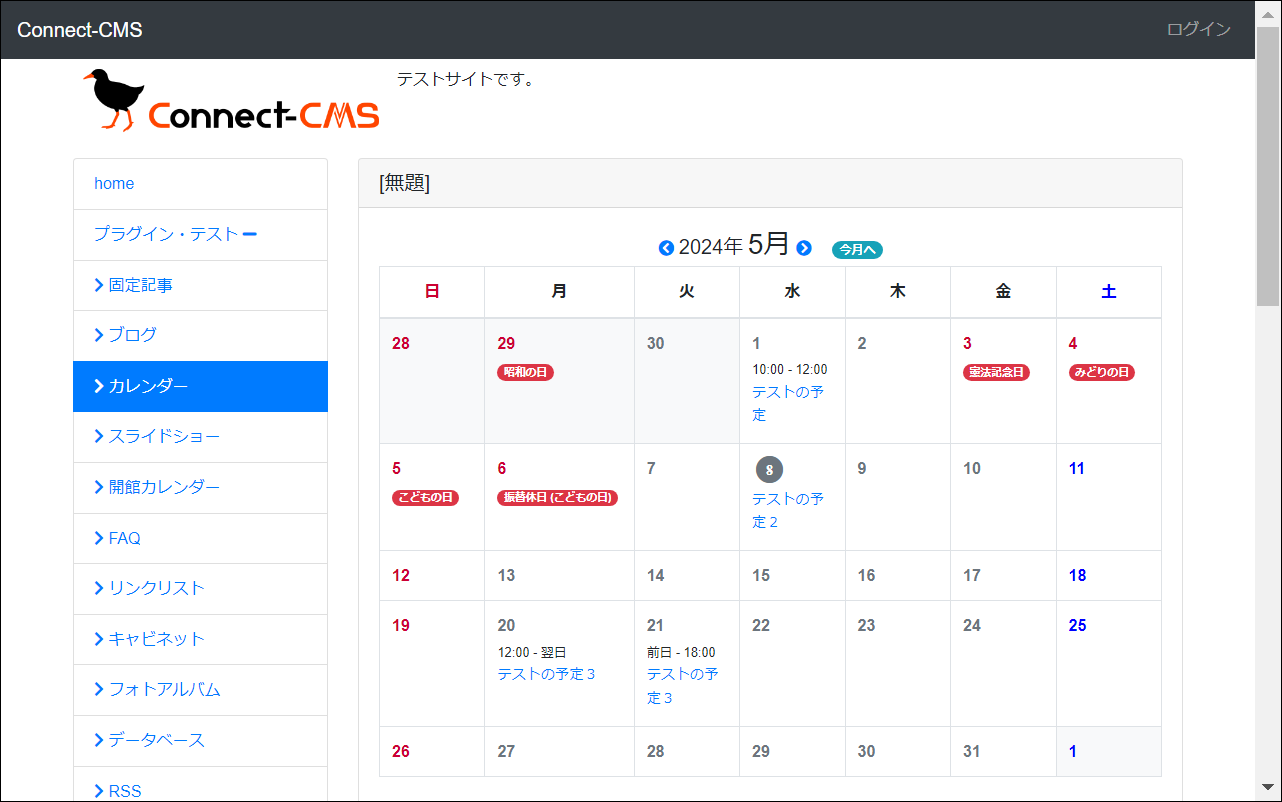 Connect-CMS
ログイン
Connect-CMS
テストサイトです。
home
プラグイン・テスト
固定記事
ブログ
カレンダー
スライドショー
開館カレンダー
FAQ
リンクリスト
キャビネット
フォトアルバム
データベース
RSS
[無題]
2024年 5月 今月へ
日 月 火 水 木 金 土
28 29 30 1 2 3 4
昭和の日
10:00 - 12:00
テストの予
定
憲法記念日
みどりの日
5 6 7 8 9 10 11
こどもの日
振替休日 (こどもの日)
テストの予
定２
12 13 14 15 16 17 18
19 20 21 22 23 24 25
12:00 - 翌日
テストの予定３
前日 - 18:00
テストの予
定３
26 27 28 29 30 31 1